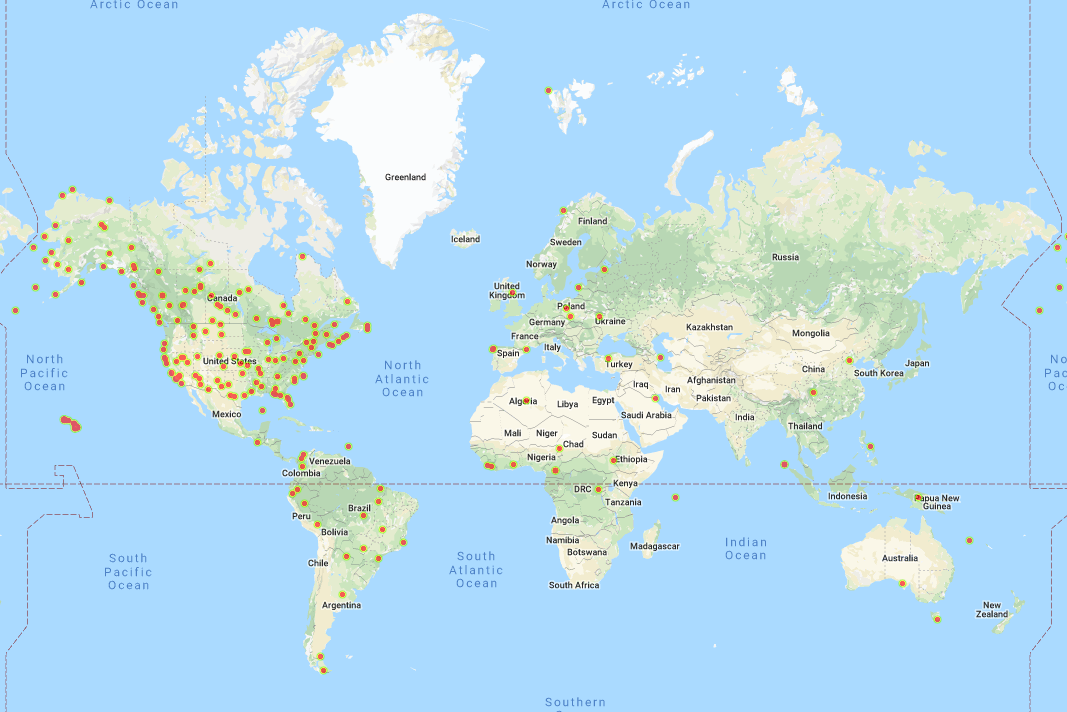 Arctic Ocean
Arctic Ocean
Greenland
Iceland
Finland
Sweden
Norway
Russia
United
Kingdom
Poland
Germany
Ukraine
France
Italy
Spain
Turkey
Kazakhstan
Mongolia
China
Japan
South Korea
Canada
United States
Mexico
North
Pacific
Ocean
North
Atlantic
Ocean
Algeria
Libya
Egypt
Iraq
Iran
Afghanistan
Pakistan
Saudi Arabia
India
Thailand
Mali
Niger
Chad
Sudan
Nigeria
Ethiopia
Venezuela
Colombia
DRC
Kenya
Tanzania
Indonesia
Papua New
Guinea
Peru
Brazil
Bolivia
Angola
Namibia
Botswana
Madagascar
Indian
Ocean
Australia
Chile
South
Pacific
Ocean
South
Atlantic
Ocean
South Africa
Argentina
New
Zealand
Southern